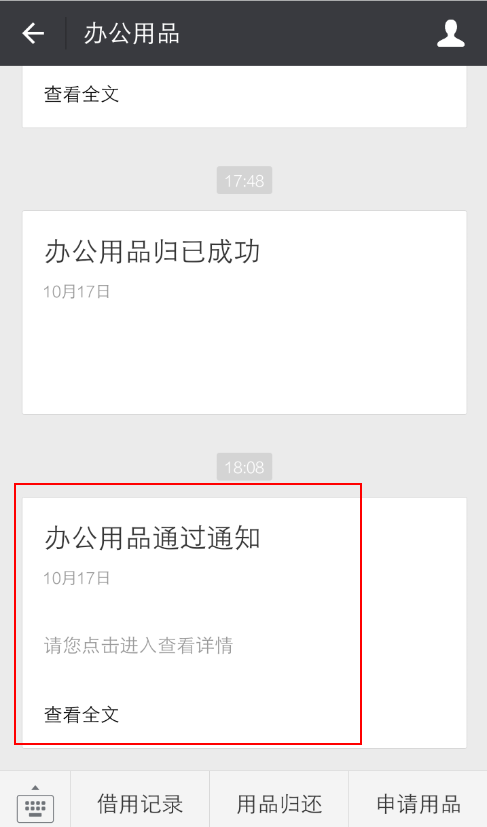 办公用品
查看全文
17:48
办公用品归已成功
10月17日
18:08
办公用品通过通知
10月17日
请您点击进入查看详情
查看全文
借用记录
用品归还
申请用品